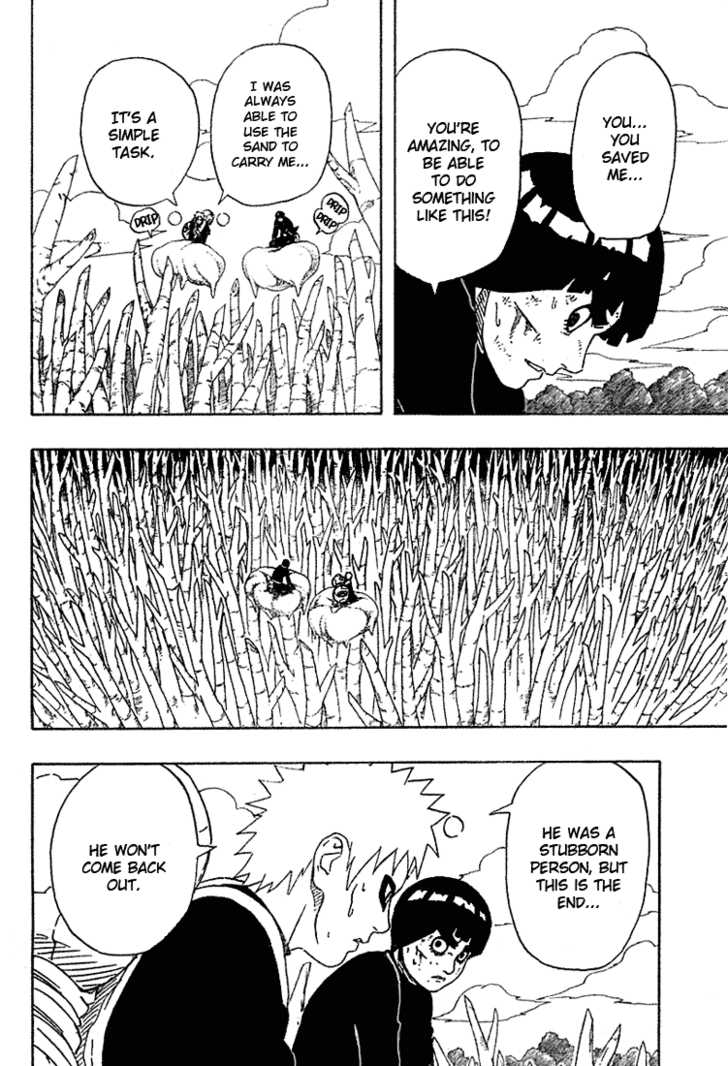 YOU...
YOU
SAVED
ME...
YOU'RE
AMAZING, TO
BE ABLE
TO DO
SOMETHING
LIKE THIS!
I WAS
ALWAYS
ABLE TO
USE THE
SAND TO
CARRY ME...
DRIP
DRIP
IT'S A
SIMPLE
TASK.
DRIP
HE WAS A
STUBBORN
PERSON, BUT
THIS IS THE
END...
HE WON'T
COME BACK
OUT.